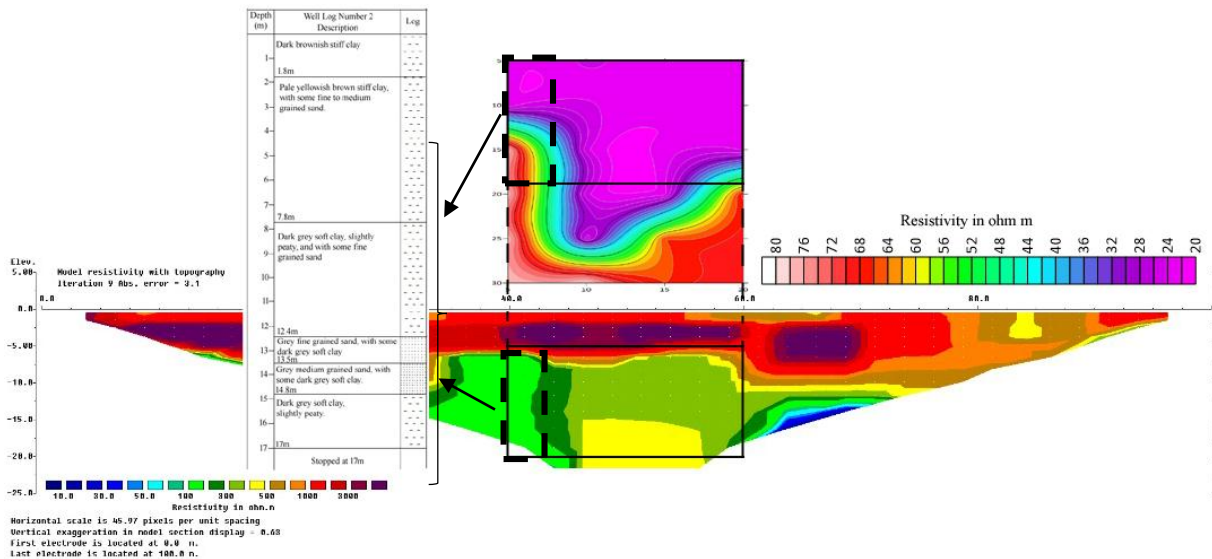 Depth
(m)
Well Log Number 2
Description
Log
Dark brownish stiff clay
1
1.8m
2
Pale yellowish brown stiff clay,
with some fine to medium
grained sand.
3
4
5
6
7
7.8m
8
Dark grey soft clay, slightly
peaty, and with some fine
grained sand
9
10
11
12
12.4m
Grey fine grained sand, with some
dark grey soft clay
13
13.5m
Grey medium grained sand, with
some dark grey soft clay.
14
14.8m
15
Dark grey soft clay,
slightly peaty.
16
17m
17
Stopped at 17m
5
10
15
20
25
30
10
15
Resistivity in ohm m
80 76 72 68 64 60 56 52 48 44 40 36 32 28 24 20
Elev.
5.00
Model resistivity with topography
Iteration 9 Abs. error = 3.1
0.0
40.0
60.0
80.0
0.0
-5.00
-10.0
-15.0
-20.0
-25.0
10.0 30.0 50.0 100 300 500 1000 3000
Resistivity in ohm.m
Horizontal scale is 45.97 pixels per unit spacing
Vertical exaggeration in model section display = 0.68
First electrode is located at 0.0 m.
Last electrode is located at 100.0 m.